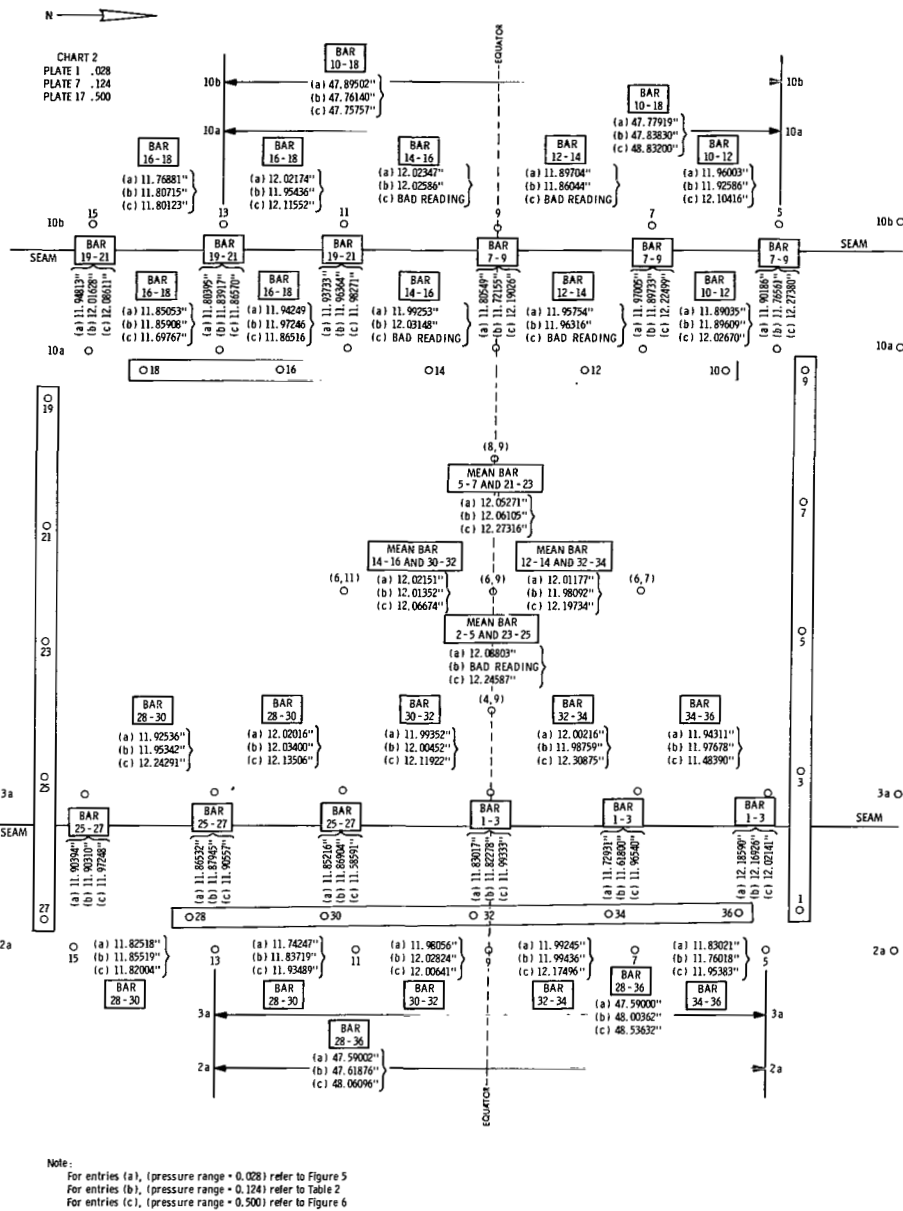 N
EQUATOR
CHART 2
PLATE 1 .028
PLATE 7 .124
PLATE 17 .500
10b
BAR
10-18
(a) 47.89502"
(b) 47.76140"
(c) 47.75757"
10b
BAR
10-18
(a) 47.77919"
(b) 47.83830"
(c) 48.83200"
10a
10a
BAR
16-18
(a) 11.76881"
(b) 11.80715"
(c) 11.80123"
BAR
16-18
(a) 12.02174"
(b) 11.95436"
(c) 12.11552"
BAR
14-16
(a) 12.02347"
(b) 12.02586"
(c) BAD READING
BAR
12-14
(a) 11.89704"
(b) 11.86044"
(c) BAD READING
BAR
10-12
(a) 11.96003"
(b) 11.92586"
(c) 12.10416"
10b 15 13 11 9 7 5 10b
SEAM
BAR
19-21
BAR
19-21
BAR
19-21
BAR
7-9
BAR
7-9
BAR
7-9
SEAM
(a) 11.94813"
(b) 12.01628"
(c) 12.08611"
BAR
16-18
(a) 11.85053"
(b) 11.85908"
(c) 11.69767"
(a) 11.80395"
(b) 11.83917"
(c) 11.86570"
BAR
16-18
(a) 11.94249
(b) 11.97246
(c) 11.86516
(a) 11.93733"
(b) 11.96364"
(c) 11.98271"
BAR
14-16
(a) 11.99253"
(b) 12.03148"
(c) BAD READING
(a) 11.80549"
(b) 11.72155"
(c) 12.19026"
BAR
12-14
(a) 11.95754"
(b) 11.96316"
(c) BAD READING
(a) 11.97005"
(b) 11.89733"
(c) 12.22499"
BAR
10-12
(a) 11.89035"
(b) 11.89609"
(c) 12.02670"
(a) 11.90186"
(b) 11.76561"
(c) 12.27380"
10a 10a
18 16 14 12 10
19
9
(8,9)
MEAN BAR
5-7 AND 21-23
(a) 12.05271"
(b) 12.06105"
(c) 12.27316"
21
7
MEAN BAR
14-16 AND 30-32
(a) 12.02151"
(b) 12.01352"
(c) 12.06674"
MEAN BAR
12-14 AND 32-34
(a) 12.01177"
(b) 11.98092"
(c) 12.19734"
(6,11) (6,9) (6,7)
MEAN BAR
2-5 AND 23-25
(a) 12.08803"
(b) BAD READING
(c) 12.24587"
23
5
(4,9)
BAR
28-30
(a) 11.92536"
(b) 11.95342"
(c) 12.24291"
BAR
28-30
(a) 12.02016"
(b) 12.03400"
(c) 12.13506"
BAR
30-32
(a) 11.99352"
(b) 12.00452"
(c) 12.11922"
BAR
32-34
(a) 12.00216"
(b) 11.98759"
(c) 12.30875"
BAR
34-36
(a) 11.94311"
(b) 11.97678"
(c) 11.48390"
25
3
3a 3a
SEAM
BAR
25-27
BAR
25-27
BAR
25-27
BAR
1-3
BAR
1-3
BAR
1-3
SEAM
(a) 11.90394"
(b) 11.90310"
(c) 11.97248"
(a) 11.86532"
(b) 11.87945"
(c) 11.90557"
(a) 11.85216"
(b) 11.86904"
(c) 11.58591"
(a) 11.83017"
(b) 11.82278"
(c) 11.99333"
(a) 11.72931"
(b) 11.61800"
(c) 11.96540"
(a) 12.18590"
(b) 12.16926"
(c) 12.02141"
27
1
28 30 32 34 36
2a 15 13 11 9 7 5 2a
(a) 11.82518"
(b) 11.85519"
(c) 11.82004"
BAR
28-30
(a) 11.74247"
(b) 11.83719"
(c) 11.93489"
BAR
28-30
(a) 11.98056"
(b) 12.02824"
(c) 12.00641"
BAR
30-32
(a) 11.99245"
(b) 11.99436"
(c) 12.17496"
BAR
32-34
(a) 11.83021"
(b) 11.76018"
(c) 11.95383"
BAR
34-36
BAR
28-36
(a) 47.59000"
(b) 48.00362"
(c) 48.53632"
3a 3a
BAR
28-36
(a) 47.59002"
(b) 47.61876"
(c) 48.06096"
2a 2a
EQUATOR
Note:
For entries (a), (pressure range = 0.028) refer to Figure 5
For entries (b), (pressure range = 0.124) refer to Table 2
For entries (c), (pressure range = 0.500) refer to Figure 6